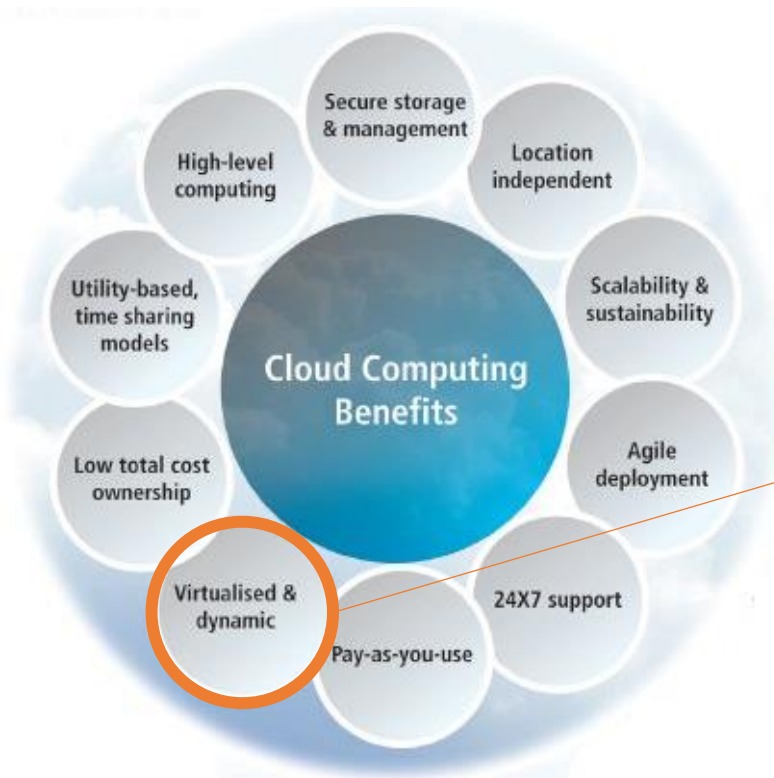 Cloud Computing
Benefits
Secure storage
& management
Location
independent
Scalability &
sustainability
Agile
deployment
24X7 support
Pay-as-you-use
Virtualised &
dynamic
Low total cost
ownership
Utility-based,
time sharing
models
High-level
computing